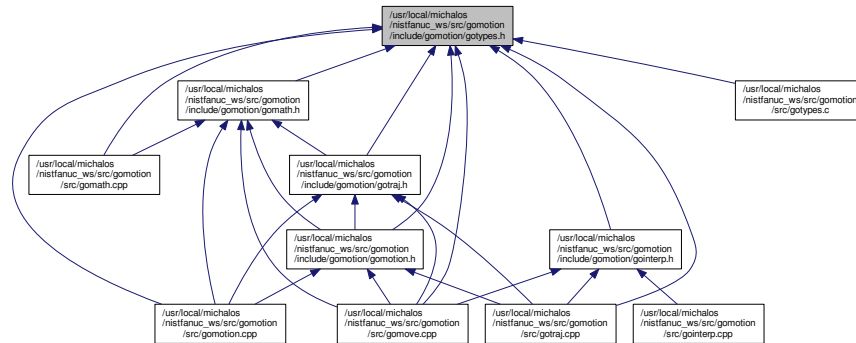 /usr/local/michalos
/nistfanuc_ws/src/gomotion
/include/gomotion/gotypes.h
/usr/local/michalos
/nistfanuc_ws/src/gomotion
/include/gomotion/gomath.h
/usr/local/michalos
/nistfanuc_ws/src/gomotion
/src/gotypes.c
/usr/local/michalos
/nistfanuc_ws/src/gomotion
/src/gomath.cpp
/usr/local/michalos
/nistfanuc_ws/src/gomotion
/include/gomotion/gotraj.h
/usr/local/michalos
/nistfanuc_ws/src/gomotion
/include/gomotion/gomotion.h
/usr/local/michalos
/nistfanuc_ws/src/gomotion
/include/gomotion/gointerp.h
/usr/local/michalos
/nistfanuc_ws/src/gomotion
/src/gomotion.cpp
/usr/local/michalos
/nistfanuc_ws/src/gomotion
/src/gomove.cpp
/usr/local/michalos
/nistfanuc_ws/src/gomotion
/src/gotraj.cpp
/usr/local/michalos
/nistfanuc_ws/src/gomotion
/src/gointerp.cpp